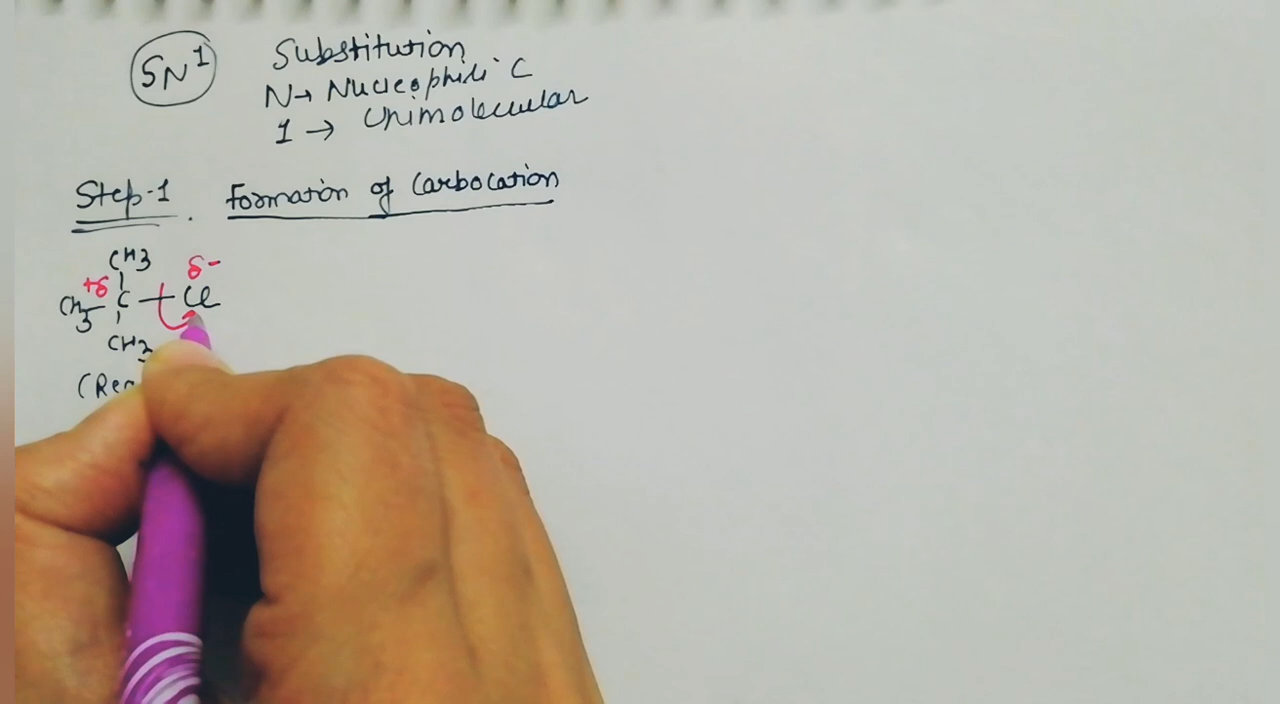 SN1 Substitution
N→ Nucleophilic
1 → Unimolecular
Step-1. Formation of Carbocation
CH3
+δ δ-
CH3 C Cl
CH3